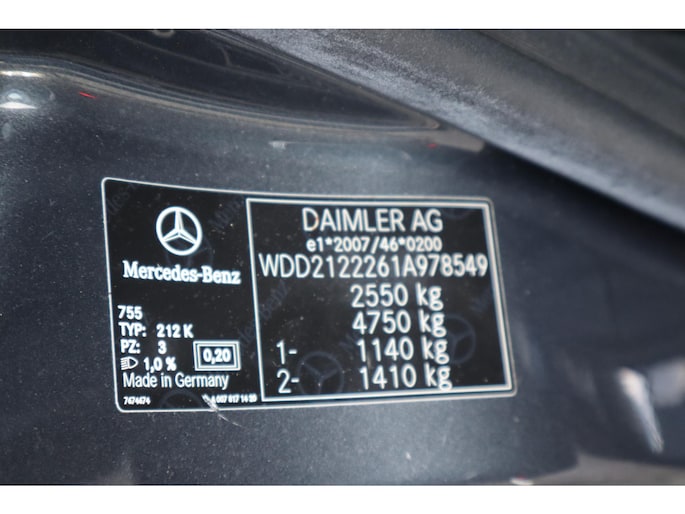 Mercedes-Benz
755
TYP: 212 K
PZ: 3
1,0 %
0,20
Made in Germany
7474474
DAIMLER AG
e1*2007/46*0200
WDD2122261A978549
2550 kg
4750 kg
1- 1140 kg
2- 1410 kg